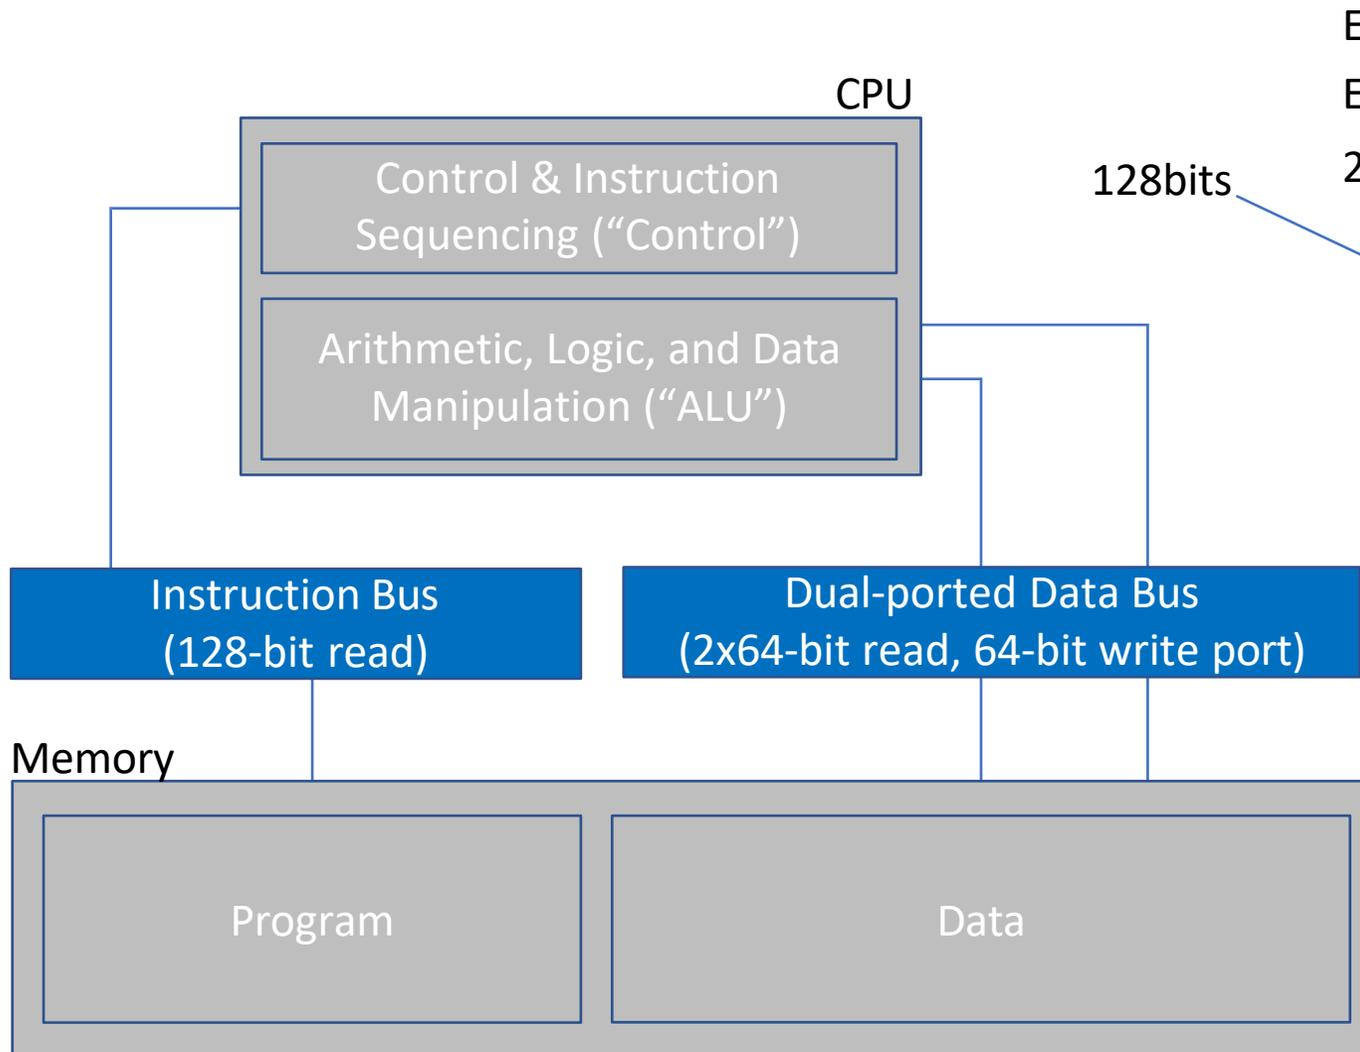 E
CPU
E
128bits
2
Control & Instruction
Sequencing (“Control”)
Arithmetic, Logic, and Data
Manipulation (“ALU”)
Instruction Bus
(128-bit read)
Dual-ported Data Bus
(2x64-bit read, 64-bit write port)
Memory
Program
Data